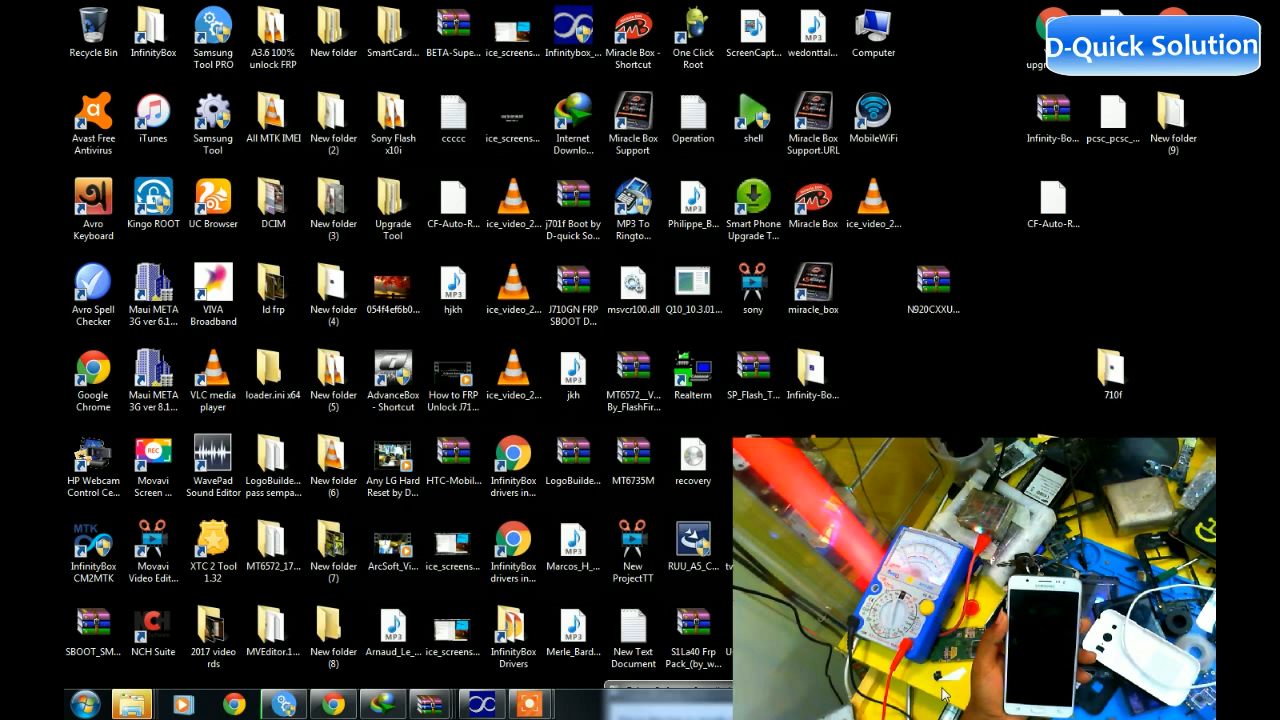 D-Quick Solution
Recycle Bin
InfinityBox
Samsung
Tool PRO
A3.6 100%
unlock FRP
New folder
SmartCard...
BETA-Supe...
ice_screens...
Infinitybox_...
Miracle Box -
Shortcut
One Click
Root
ScreenCapt...
wedonttal...
Computer
Avast Free
Antivirus
iTunes
Samsung
Tool
All MTK IMEI
New folder
(2)
Sony Flash
x10i
ccccc
ice_screens...
Internet
Downlo...
Miracle Box
Support
Operation
shell
Miracle Box
Support.URL
MobileWiFi
Infinity-Bo...
pcsc_pcsc_...
New folder
(9)
Avro
Keyboard
Kingo ROOT
UC Browser
DCIM
New folder
(3)
Upgrade
Tool
CF-Auto-R...
ice_video_2...
j701f Boot by
D-quick So...
MP3 To
Ringto...
Philippe_B...
Smart Phone
Upgrade T...
Miracle Box
ice_video_2...
CF-Auto-R...
Avro Spell
Checker
Maui META
3G ver 6.1...
VIVA
Broadband
ld frp
New folder
(4)
054f4ef6b0...
hjkh
ice_video_2...
J710GN FRP
SBOOT D...
msvcr100.dll
Q10_10.3.01...
sony
miracle_box
N920CXXU...
Google
Chrome
Maui META
3G ver 8.1...
VLC media
player
loader.ini x64
New folder
(5)
AdvanceBox
- Shortcut
How to FRP
Unlock J71...
ice_video_2...
jkh
MT6572__V...
By_FlashFir...
Realterm
SP_Flash_T...
Infinity-Bo...
710f
HP Webcam
Control Ce...
Movavi
Screen ...
WavePad
Sound Editor
LogoBuilde...
pass sempa...
New folder
(6)
Any LG Hard
Reset by D...
HTC-Mobil...
InfinityBox
drivers in...
LogoBuilde...
MT6735M
recovery
InfinityBox
CM2MTK
Movavi
Video Edit...
XTC 2 Tool
1.32
MT6572_17...
New folder
(7)
ArcSoft_Vi...
ice_screens...
InfinityBox
drivers in...
Marcos_H_...
New
ProjectTT
RUU_A5_C...
SBOOT_SM...
NCH Suite
2017 video
rds
MVEditor.1...
New folder
(8)
Arnaud_Le_...
ice_screens...
InfinityBox
Drivers
Merle_Bard...
New Text
Document
S1La40 Frp
Pack_(by_w...